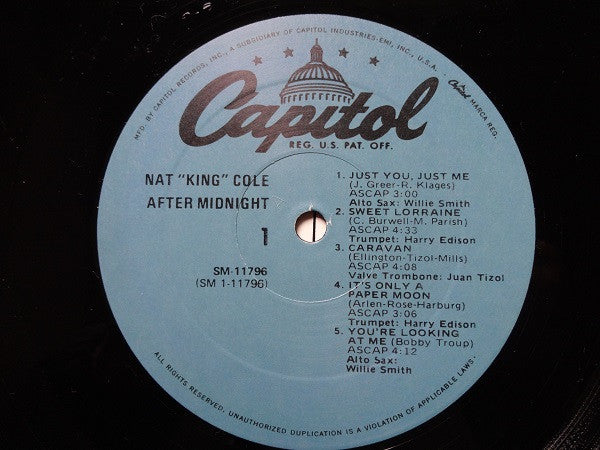 MFG. BY CAPITOL RECORDS, INC., A SUBSIDIARY OF CAPITOL INDUSTRIES-EMI, INC., U.S.A.
Capitol MARCA REG.
Capitol
REG. U.S. PAT. OFF.
NAT "KING" COLE
AFTER MIDNIGHT
1
SM-11796
(SM 1-11796)
1. JUST YOU, JUST ME
(J. Greer-R. Klages)
ASCAP 3:00
Alto Sax: Willie Smith
2. SWEET LORRAINE
(C. Burwell-M. Parish)
ASCAP 4:33
Trumpet: Harry Edison
3. CARAVAN
(Ellington-Tizol-Mills)
ASCAP 4:08
Valve Trombone: Juan Tizol
4. IT'S ONLY A
PAPER MOON
(Arlen-Rose-Harburg)
ASCAP 3:06
Trumpet: Harry Edison
5. YOU'RE LOOKING
AT ME (Bobby Troup)
ASCAP 4:12
Alto Sax:
Willie Smith
ALL RIGHTS RESERVED. UNAUTHORIZED DUPLICATION IS A VIOLATION OF APPLICABLE LAWS.